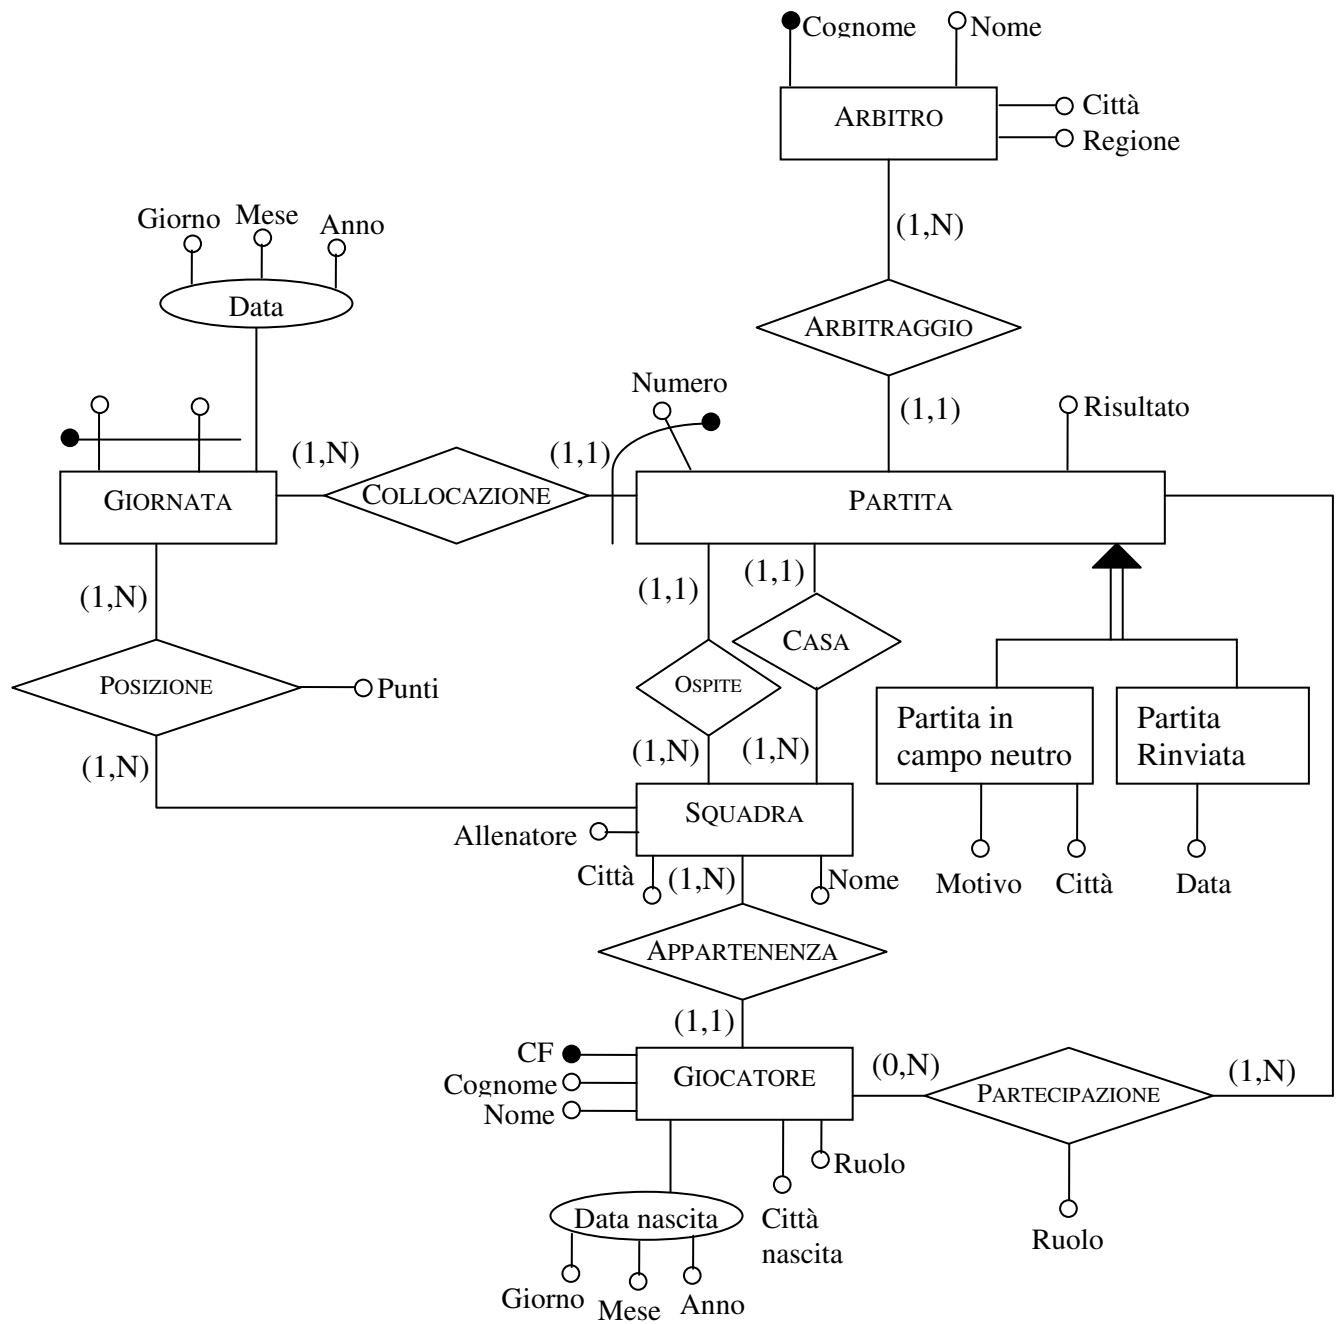 Cognome
Nome
ARBITRO
Città
Regione
(1,N)
Giorno
Mese
Anno
Data
ARBITRAGGIO
Numero
(1,1)
Risultato
(1,N)
(1,1)
GIORNATA
COLLOCAZIONE
PARTITA
(1,N)
(1,1)
(1,1)
CASA
POSIZIONE
Punti
OSPITE
(1,N)
(1,N)
(1,N)
Partita in
campo neutro
Partita
Rinviata
SQUADRA
Allenatore
Città
(1,N)
Nome
Motivo
Città
Data
APPARTENENZA
(1,1)
CF
Cognome
Nome
GIOCATORE
(0,N)
PARTECIPAZIONE
(1,N)
Ruolo
Data nascita
Città
nascita
Ruolo
Giorno
Mese
Anno